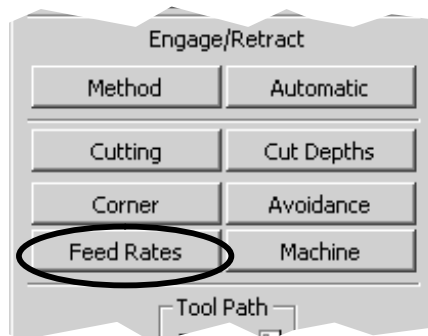 Engage/Retract
Method Automatic
Cutting Cut Depths
Corner Avoidance
Feed Rates Machine
Tool Path